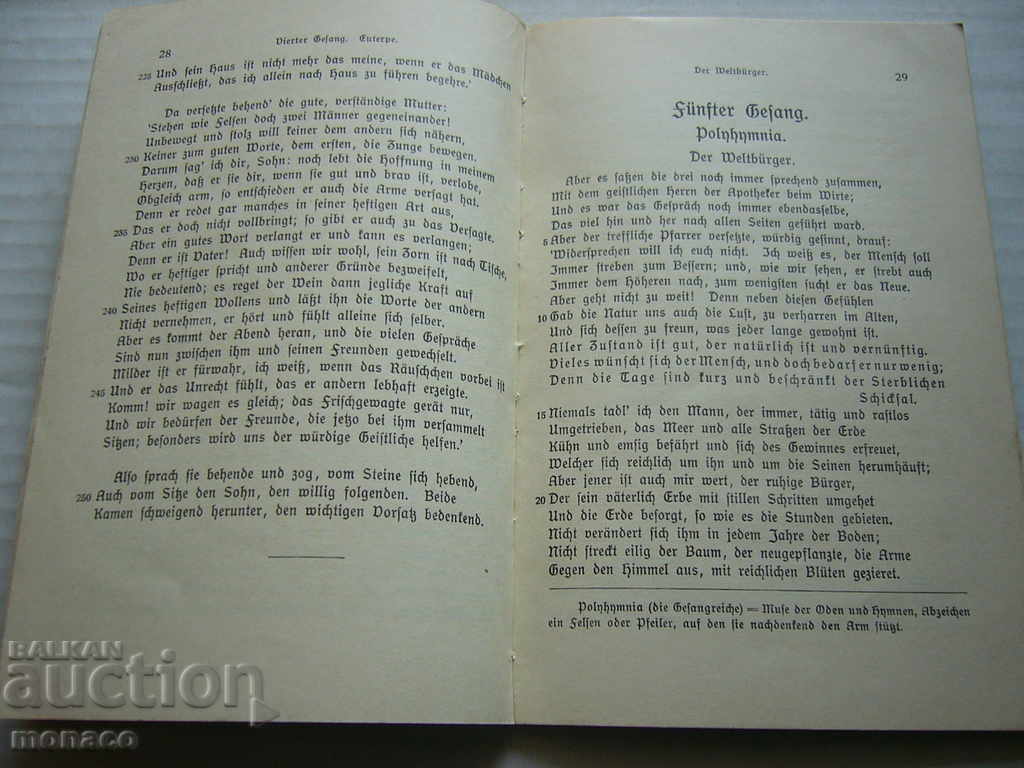 28
Vierter Gesang. Euterpe.
225 Und sein Haus ist nicht mehr das meine, wenn er das Mädchen
Ausschließt, das ich allein nach Haus zu führen begehre.'
Da versetzte behend' die gute, verständige Mutter:
'Stehen wie Felsen doch zwei Männer gegeneinander!
Unbewegt und stolz will keiner dem andern sich nähern,
230 Keiner zum guten Worte, dem ersten, die Zunge bewegen.
Darum sag' ich dir, Sohn: noch lebt die Hoffnung in meinem
Herzen, daß er sie dir, wenn sie gut und brav ist, verlobe,
Obgleich arm, so entschieden er auch die Arme versagt hat.
Denn er redet gar manches in seiner heftigen Art aus,
235 Das er doch nicht vollbringt; so gibt er auch zu das Versagte.
Aber ein gutes Wort verlangt er und kann es verlangen;
Denn er ist Vater! Auch wissen wir wohl, sein Zorn ist nach Tische,
Wo er heftiger spricht und anderer Gründe bezweifelt,
Nie bedeutend; es reget der Wein dann jegliche Kraft auf
240 Seines heftigen Wollens und läßt ihn die Worte der andern
Nicht vernehmen, er hört und fühlt alleine sich selber.
Aber es kommt der Abend heran, und die vielen Gespräche
Sind nun zwischen ihm und seinen Freunden gewechselt.
Milder ist er fürwahr, ich weiß, wenn das Räuschchen vorbei ist
245 Und er das Unrecht fühlt, das er andern lebhaft erzeigte.
Komm! wir wagen es gleich; das Frischgewagte gerät nur,
Und wir bedürfen der Freunde, die jetzo bei ihm versammelt
Sitzen; besonders wird uns der würdige Geistliche helfen.'
Also sprach sie behende und zog, vom Steine sich hebend,
250 Auch vom Sitze den Sohn, den willig folgenden. Beide
Kamen schweigend herunter, den wichtigen Vorsatz bedenkend.
Der Weltbürger.
29
Fünfter Gesang.
Polyhymnia.
Der Weltbürger.
Aber es saßen die drei noch immer sprechend zusammen,
Mit dem geistlichen Herrn der Apotheker beim Wirte;
Und es war das Gespräch noch immer ebendasselbe,
Das viel hin und her nach allen Seiten geführt ward.
5 Aber der treffliche Pfarrer versetzte, würdig gesinnt, drauf:
'Widersprechen will ich euch nicht. Ich weiß es, der Mensch soll
Immer streben zum Bessern; und, wie wir sehen, er strebt auch
Immer dem Höheren nach, zum wenigsten sucht er das Neue.
Aber geht nicht zu weit! Denn neben diesen Gefühlen
10 Gab die Natur uns auch die Lust, zu verharren im Alten,
Und sich dessen zu freun, was jeder lange gewohnt ist.
Aller Zustand ist gut, der natürlich ist und vernünftig.
Vieles wünscht sich der Mensch, und doch bedarf er nur wenig;
Denn die Tage sind kurz und beschränkt der Sterblichen
Schicksal.
15 Niemals tadl' ich den Mann, der immer, tätig und rastlos
Umgetrieben, das Meer und alle Straßen der Erde
Kühn und emsig befährt und sich des Gewinnes erfreuet,
Welcher sich reichlich um ihn und um die Seinen herumhäuft;
Aber jener ist auch mir wert, der ruhige Bürger,
20 Der sein väterlich Erbe mit stillen Schritten umgehet
Und die Erde besorgt, so wie es die Stunden gebieten.
Nicht verändert sich ihm in jedem Jahre der Boden;
Nicht streckt eilig der Baum, der neugepflanzte, die Arme
Gegen den Himmel aus, mit reichlichen Blüten gezieret.
Polyhymnia (die Gesangreiche) = Muse der Oden und Hymnen, Abzeichen
ein Felsen oder Pfeiler, auf den sie nachdenkend den Arm stützt.
BALKAN
auction
monaco